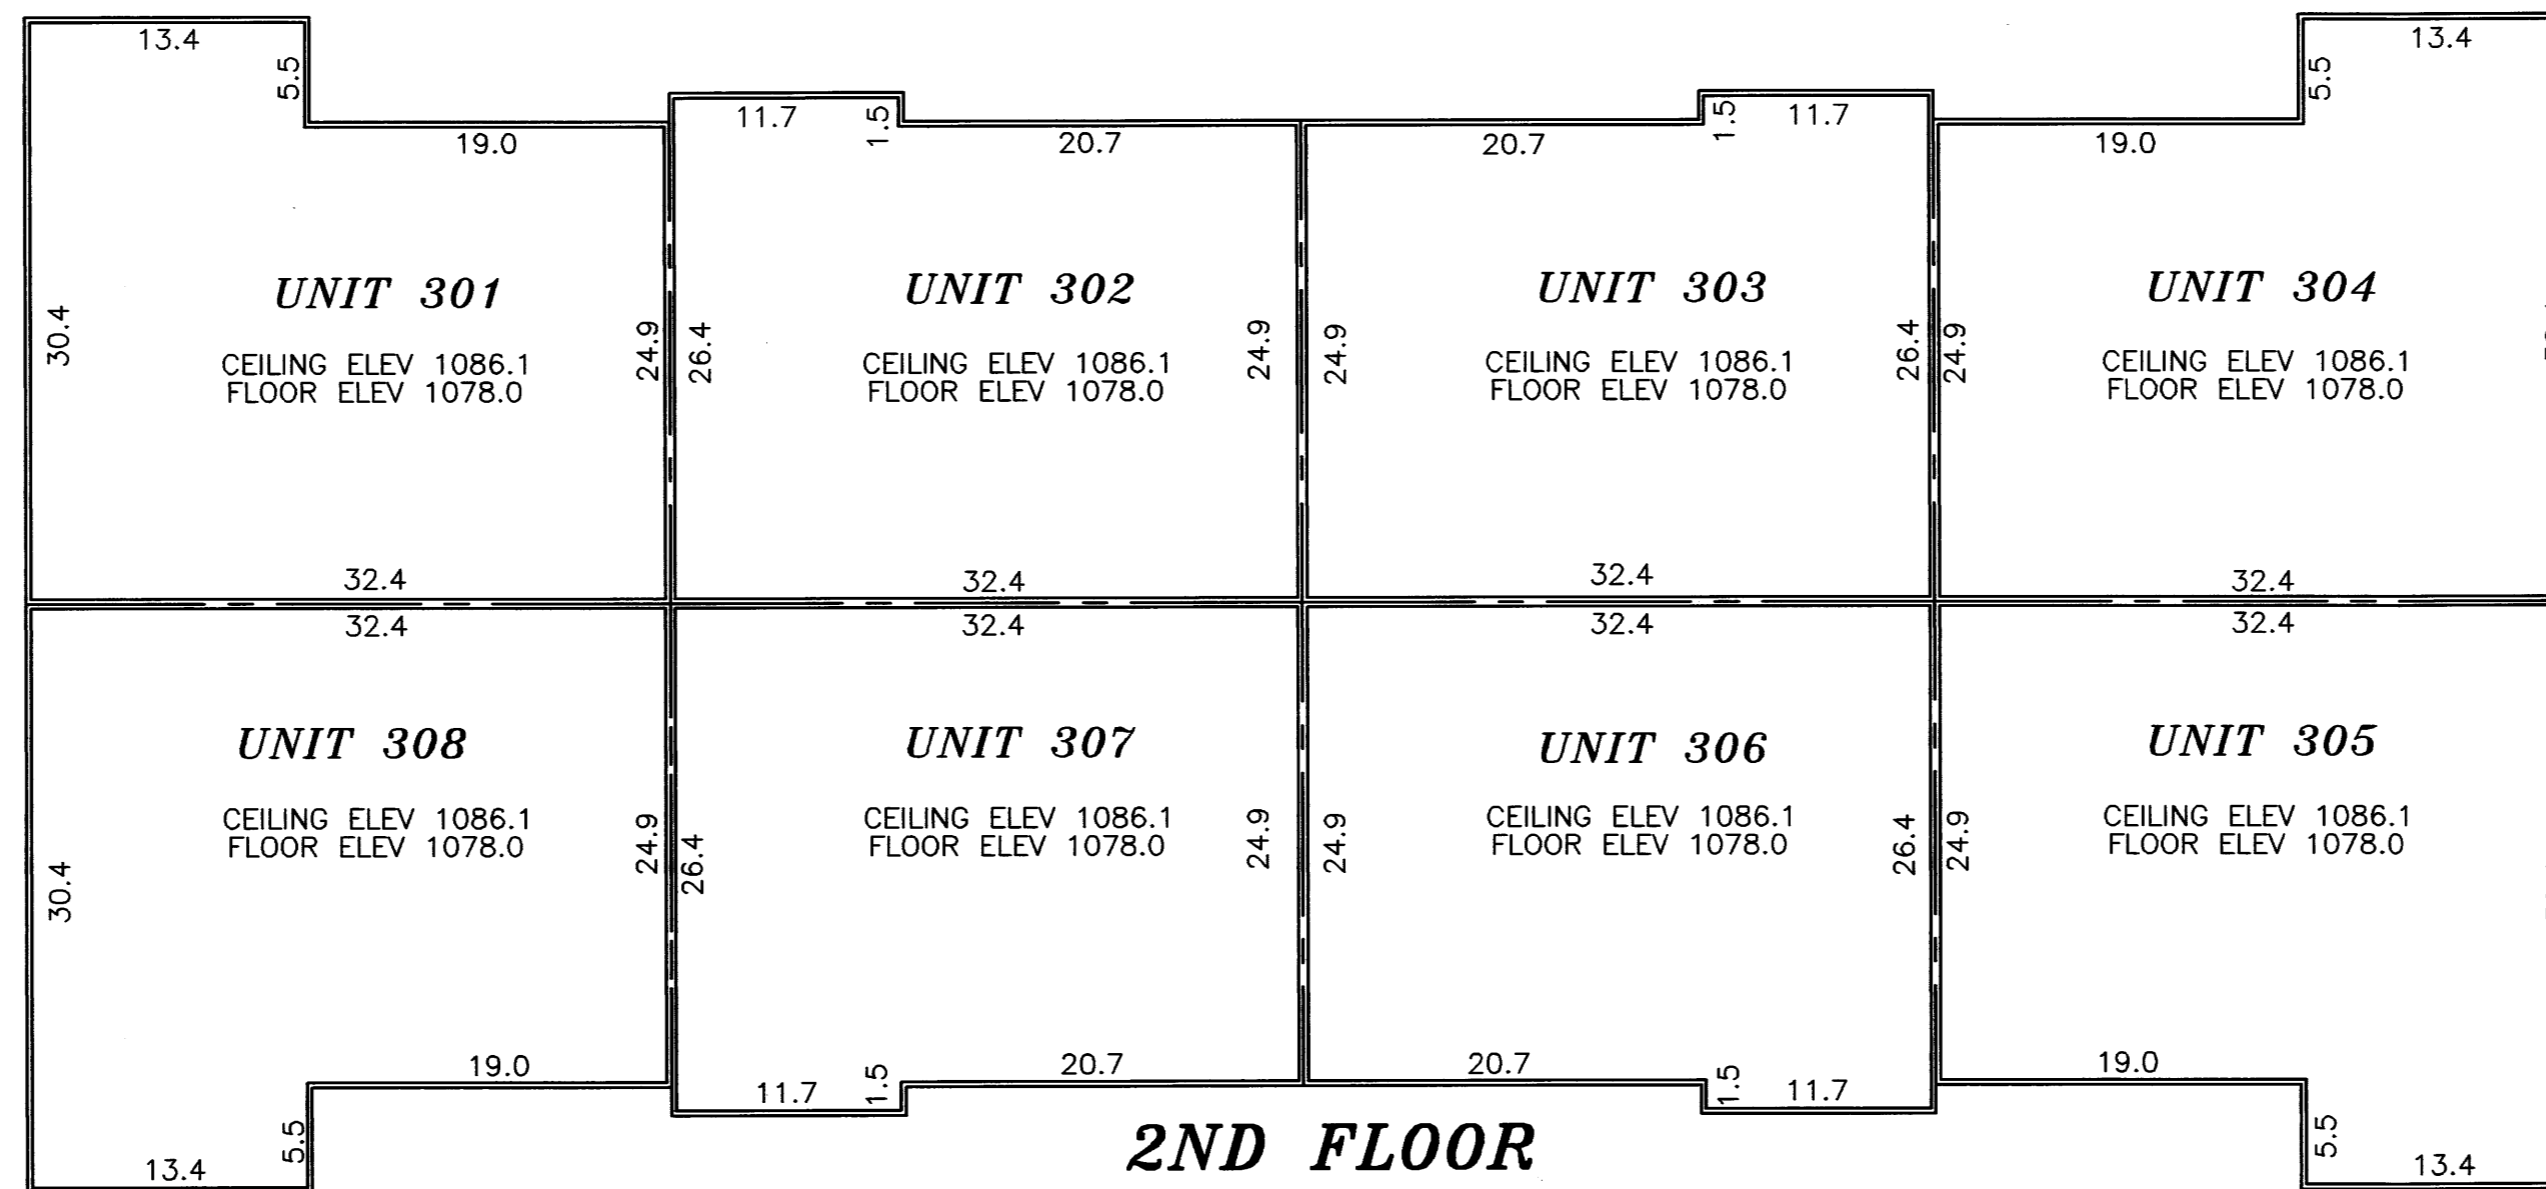 13.4
5.5
19.0
11.7
1.5
20.7
20.7
1.5
11.7
19.0
5.5
13.4
UNIT 301
CEILING ELEV 1086.1
FLOOR ELEV 1078.0
30.4
24.9
32.4
UNIT 302
CEILING ELEV 1086.1
FLOOR ELEV 1078.0
26.4
24.9
32.4
UNIT 303
CEILING ELEV 1086.1
FLOOR ELEV 1078.0
24.9
26.4
32.4
UNIT 304
CEILING ELEV 1086.1
FLOOR ELEV 1078.0
24.9
32.4
32.4
UNIT 308
CEILING ELEV 1086.1
FLOOR ELEV 1078.0
30.4
24.9
19.0
5.5
13.4
32.4
UNIT 307
CEILING ELEV 1086.1
FLOOR ELEV 1078.0
26.4
24.9
11.7
1.5
20.7
32.4
UNIT 306
CEILING ELEV 1086.1
FLOOR ELEV 1078.0
24.9
26.4
20.7
1.5
11.7
32.4
UNIT 305
CEILING ELEV 1086.1
FLOOR ELEV 1078.0
24.9
19.0
5.5
13.4
2ND FLOOR